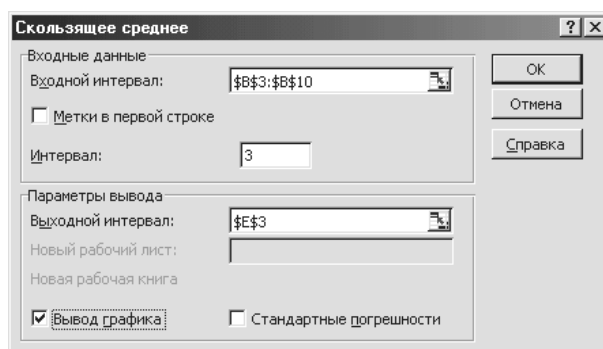 Скользящее среднее
Входные данные
Входной интервал: $B$3:$B$10
Метки в первой строке
Интервал: 3
ОК
Отмена
Справка
Параметры вывода
Выходной интервал: $E$3
Новый рабочий лист:
Новая рабочая книга
Вывод графика Стандартные погрешности